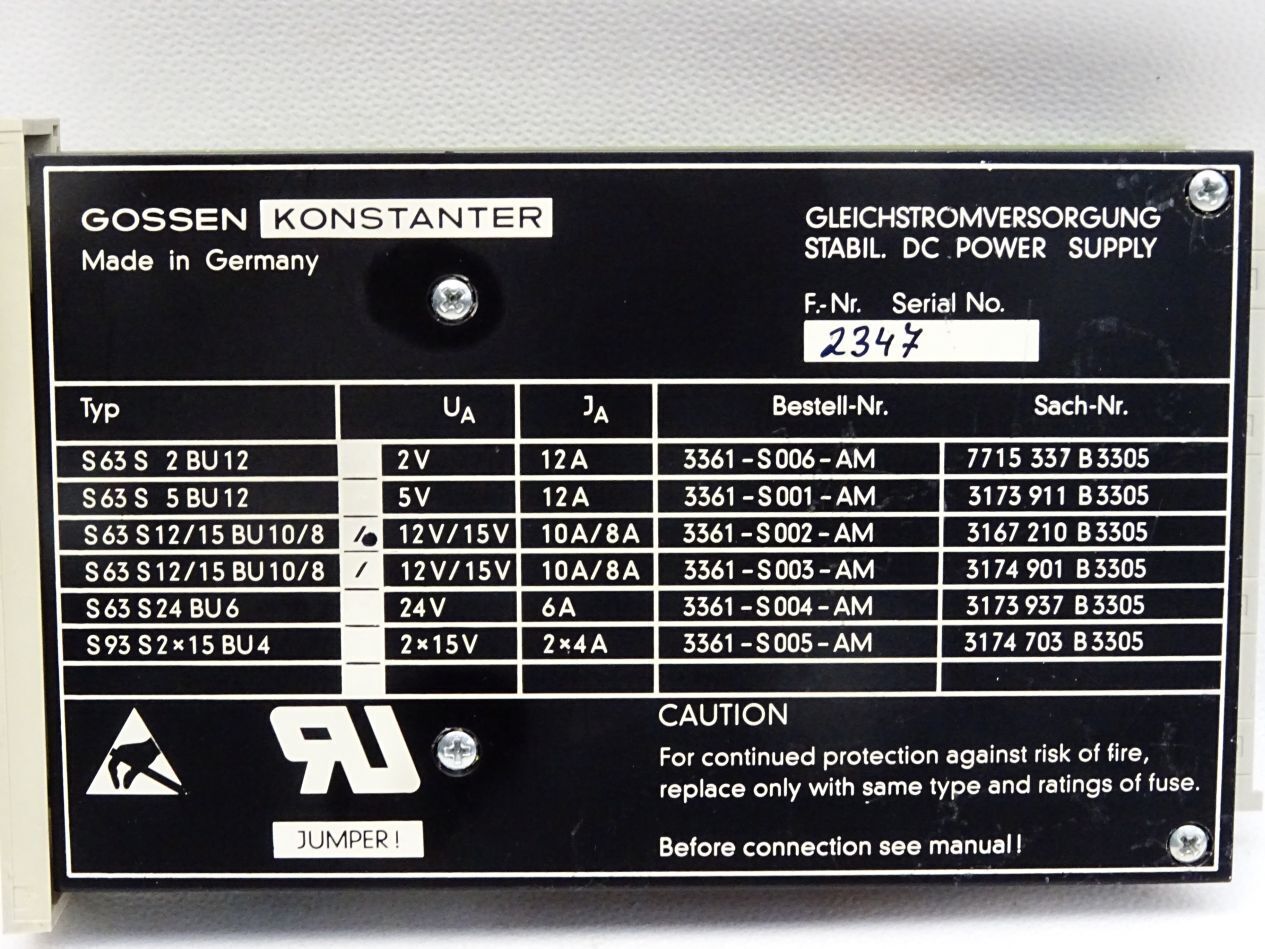 GOSSEN KONSTANTER
Made in Germany
GLEICHSTROMVERSORGUNG
STABIL. DC POWER SUPPLY
F.-Nr. Serial No.
2347
Typ UA JA Bestell-Nr. Sach-Nr.
S63 S 2 BU12 2V 12A 3361-S006-AM 7715 337 B3305
S63 S 5 BU12 5V 12A 3361-S001-AM 3173 911 B3305
S63 S12/15 BU10/8 12V/15V 10A/8A 3361-S002-AM 3167 210 B3305
S63 S12/15 BU10/8 12V/15V 10A/8A 3361-S003-AM 3174 901 B3305
S63 S24 BU6 24V 6A 3361-S004-AM 3173 937 B3305
S93 S2×15 BU4 2×15V 2×4A 3361-S005-AM 3174 703 B3305
RU
JUMPER!
CAUTION
For continued protection against risk of fire,
replace only with same type and ratings of fuse.
Before connection see manual!